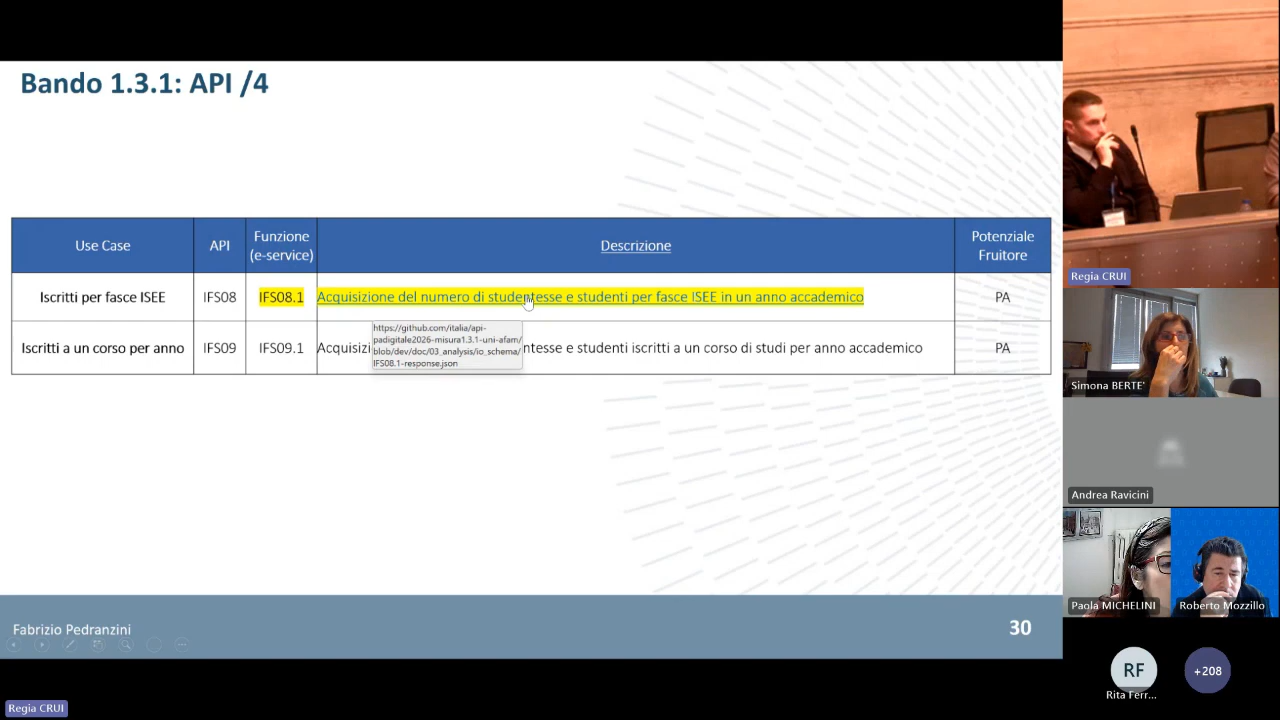 Bando 1.3.1: API /4
Use Case
API
Funzione
(e-service)
Descrizione
Potenziale
Fruitore
Iscritti per fasce ISEE
IFS08
IFS08.1
Acquisizione del numero di studentesse e studenti per fasce ISEE in un anno accademico
PA
Iscritti a un corso per anno
IFS09
IFS09.1
Acquisizi
ntesse e studenti iscritti a un corso di studi per anno accademico
PA
https://github.com/italia/api-
padigitale2026-misura1.3.1-uni-afam/
blob/dev/doc/03_analysis/io_schema/
IFS08.1-response.json
Fabrizio Pedranzini
30
Regia CRUI
Regia CRUI
Simona BERTE'
Andrea Ravicini
Paola MICHELINI
Roberto Mozzillo
RF
Rita Ferr...
+208